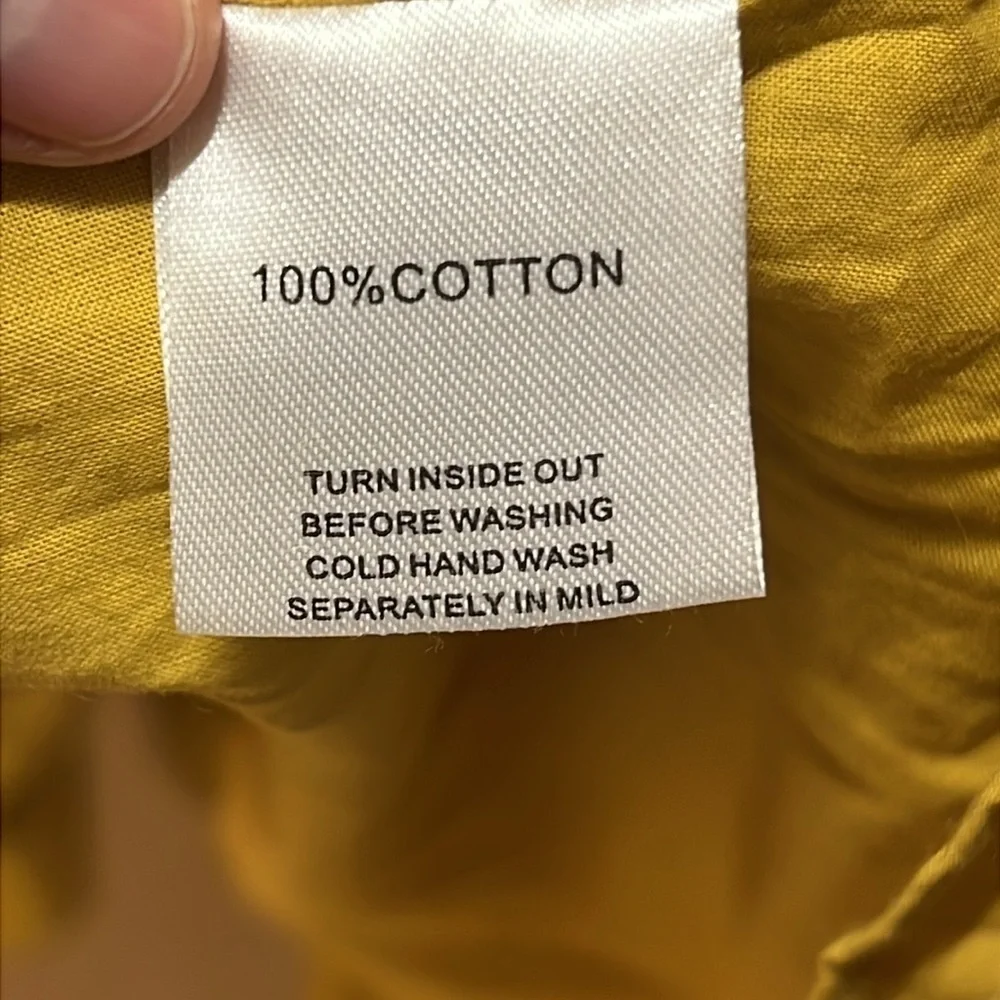 100%COTTON
TURN INSIDE OUT
BEFORE WASHING
COLD HAND WASH
SEPARATELY IN MILD